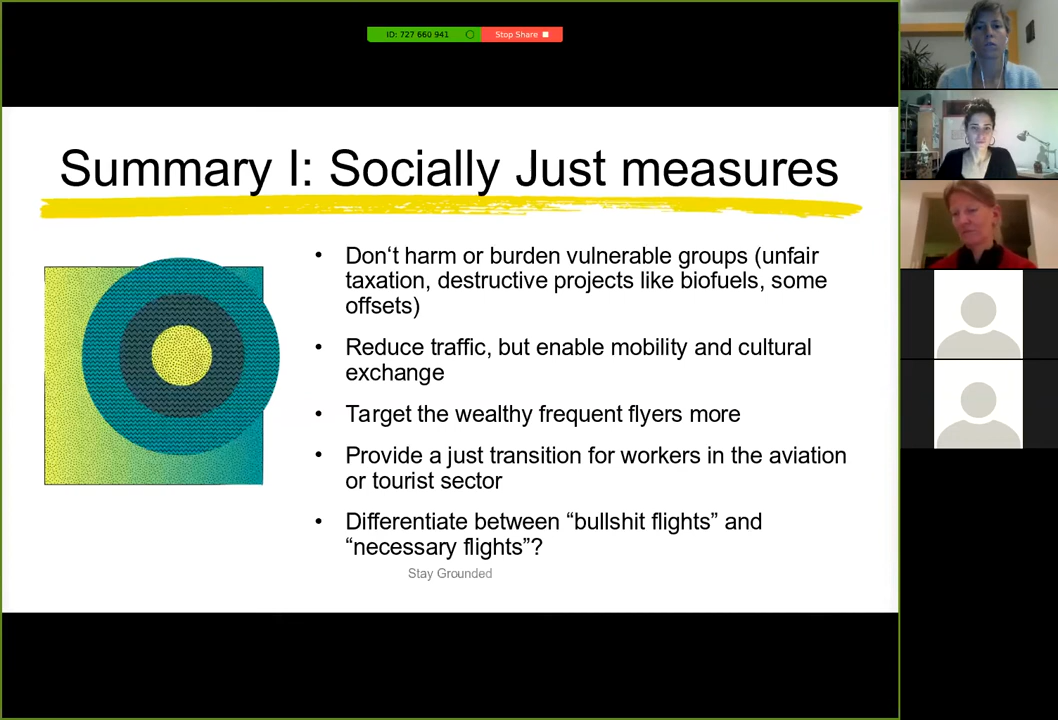 ID: 727 660 941
Stop Share
Summary I: Socially Just measures
• Don‘t harm or burden vulnerable groups (unfair
taxation, destructive projects like biofuels, some
offsets)
• Reduce traffic, but enable mobility and cultural
exchange
• Target the wealthy frequent flyers more
• Provide a just transition for workers in the aviation
or tourist sector
• Differentiate between “bullshit flights” and
“necessary flights”?
Stay Grounded